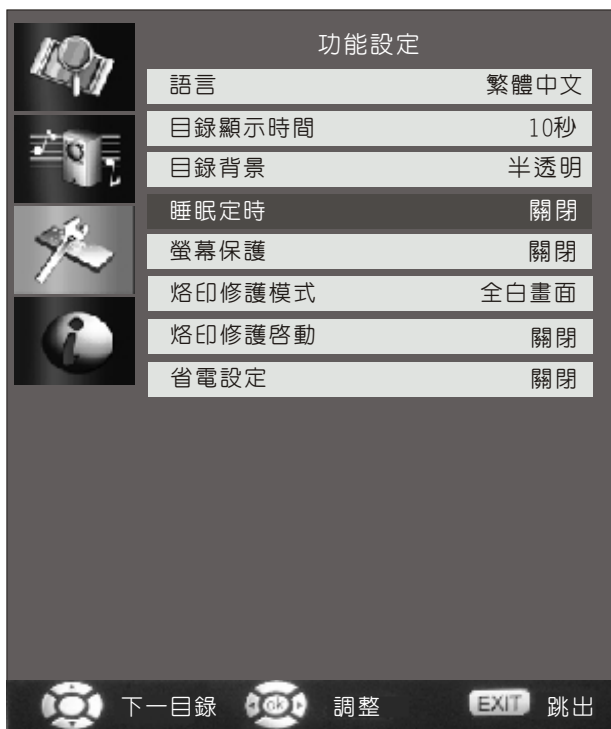 功能設定
語言 繁體中文
目錄顯示時間 10秒
目錄背景 半透明
睡眠定時 關閉
螢幕保護 關閉
烙印修護模式 全白畫面
烙印修護啓動 關閉
省電設定 關閉
下一目錄 ok 調整 EXIT 跳出